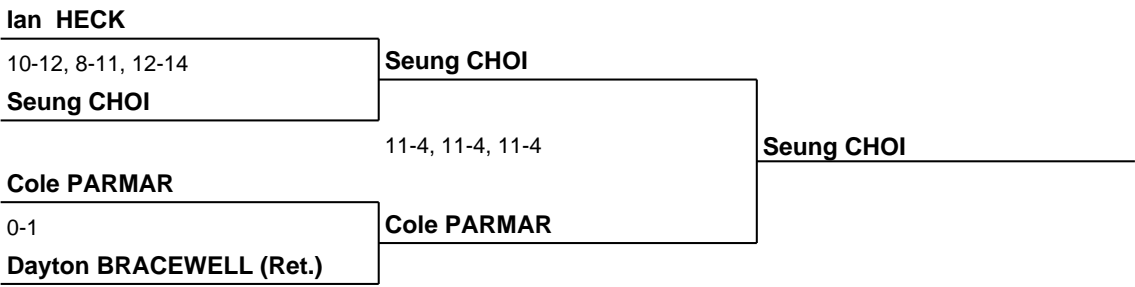 Ian  HECK
10-12, 8-11, 12-14
Seung CHOI
Seung CHOI
11-4, 11-4, 11-4
Seung CHOI
Cole PARMAR
0-1
Cole PARMAR
Dayton BRACEWELL (Ret.)